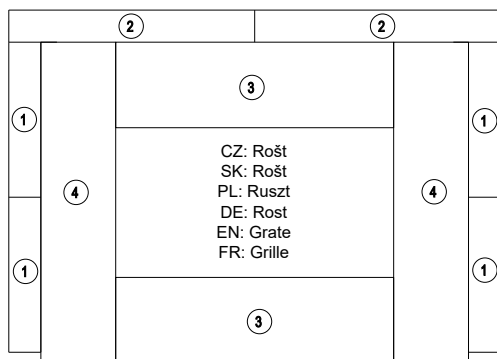 2 2
3
1 1
CZ: Rošt
SK: Rošt
4 PL: Ruszt 4
DE: Rost
EN: Grate
FR: Grille
1 1
3